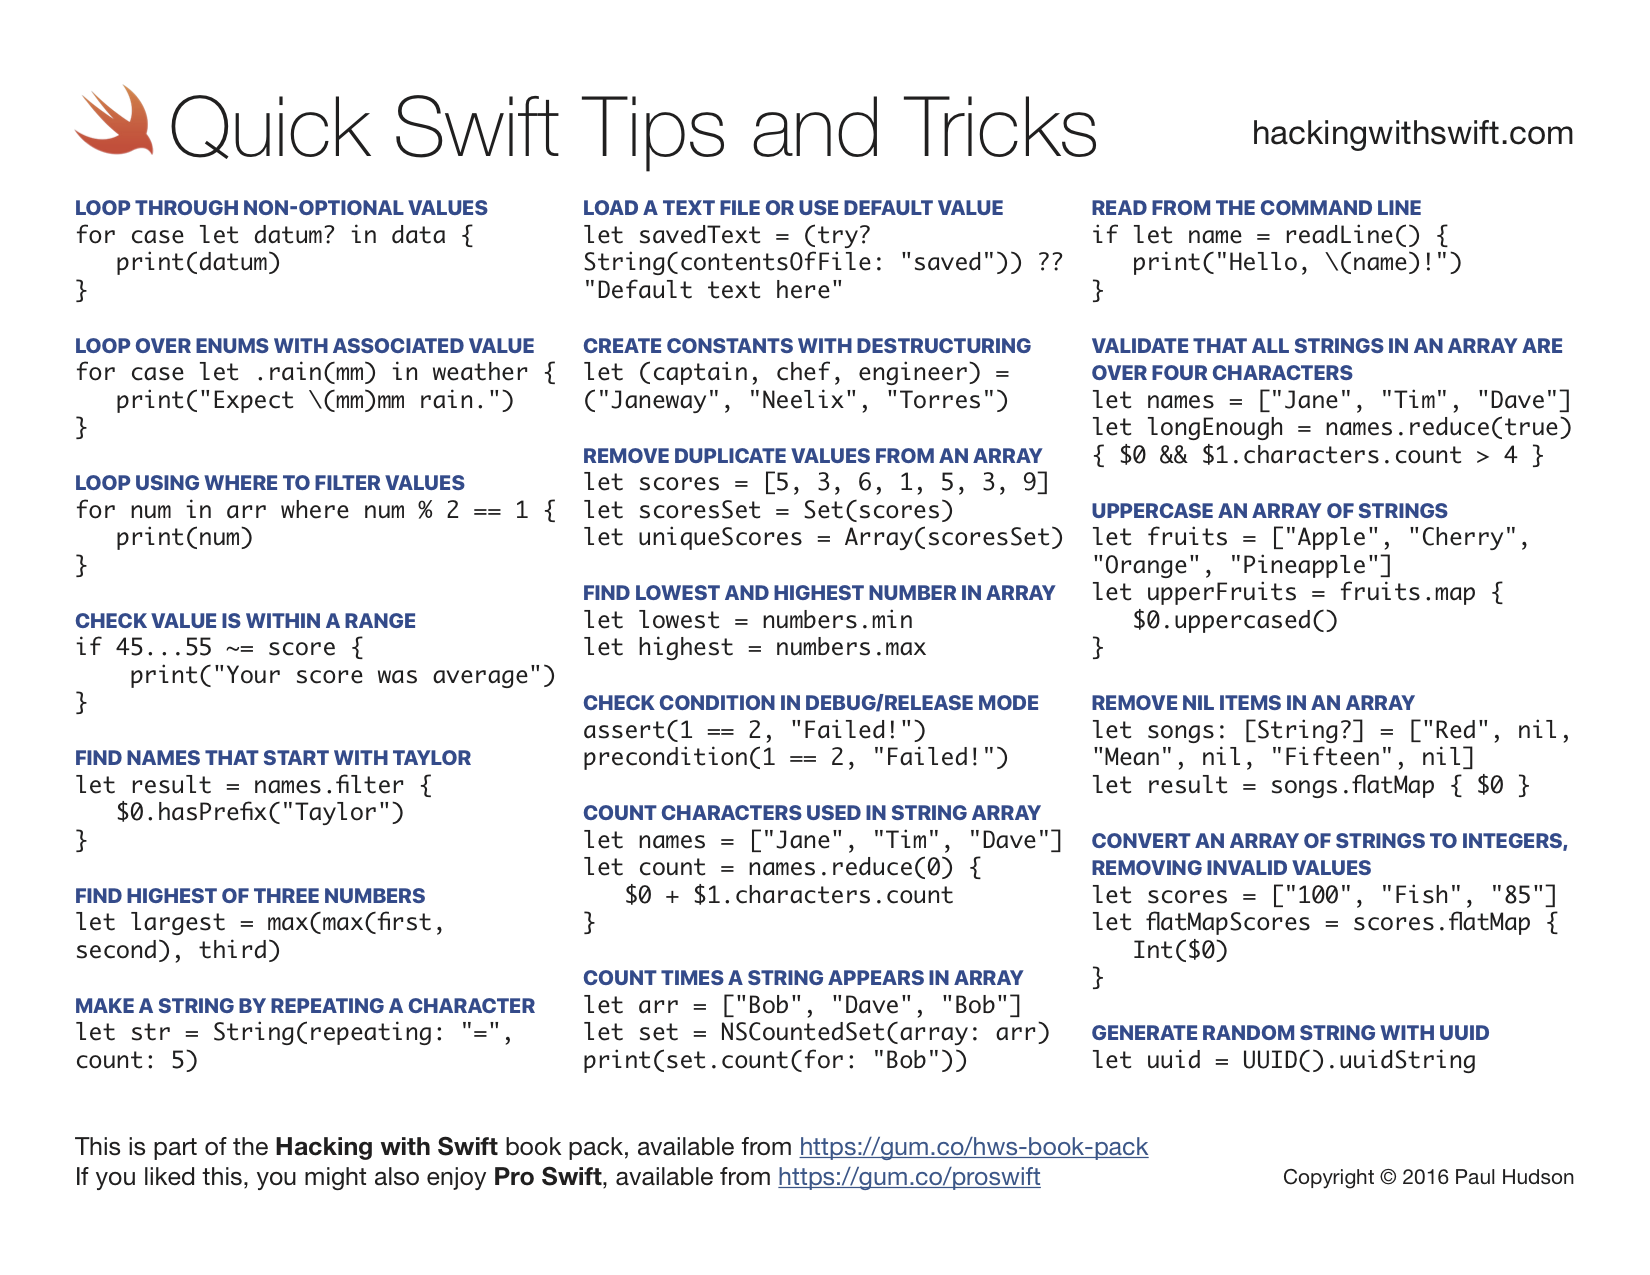 Quick Swift Tips and Tricks
hackingwithswift.com
LOOP THROUGH NON-OPTIONAL VALUES
for case let datum? in data {
   print(datum)
}
LOOP OVER ENUMS WITH ASSOCIATED VALUE
for case let .rain(mm) in weather {
   print("Expect \(mm)mm rain.")
}
LOOP USING WHERE TO FILTER VALUES
for num in arr where num % 2 == 1 {
   print(num)
}
CHECK VALUE IS WITHIN A RANGE
if 45...55 ~= score {
    print("Your score was average")
}
FIND NAMES THAT START WITH TAYLOR
let result = names.filter {
   $0.hasPrefix("Taylor")
}
FIND HIGHEST OF THREE NUMBERS
let largest = max(max(first,
second), third)
MAKE A STRING BY REPEATING A CHARACTER
let str = String(repeating: "=",
count: 5)
LOAD A TEXT FILE OR USE DEFAULT VALUE
let savedText = (try?
String(contentsOfFile: "saved")) ??
"Default text here"
CREATE CONSTANTS WITH DESTRUCTURING
let (captain, chef, engineer) =
("Janeway", "Neelix", "Torres")
REMOVE DUPLICATE VALUES FROM AN ARRAY
let scores = [5, 3, 6, 1, 5, 3, 9]
let scoresSet = Set(scores)
let uniqueScores = Array(scoresSet)
FIND LOWEST AND HIGHEST NUMBER IN ARRAY
let lowest = numbers.min
let highest = numbers.max
CHECK CONDITION IN DEBUG/RELEASE MODE
assert(1 == 2, "Failed!")
precondition(1 == 2, "Failed!")
COUNT CHARACTERS USED IN STRING ARRAY
let names = ["Jane", "Tim", "Dave"]
let count = names.reduce(0) {
   $0 + $1.characters.count
}
COUNT TIMES A STRING APPEARS IN ARRAY
let arr = ["Bob", "Dave", "Bob"]
let set = NSCountedSet(array: arr)
print(set.count(for: "Bob"))
READ FROM THE COMMAND LINE
if let name = readLine() {
   print("Hello, \(name)!")
}
VALIDATE THAT ALL STRINGS IN AN ARRAY ARE
OVER FOUR CHARACTERS
let names = ["Jane", "Tim", "Dave"]
let longEnough = names.reduce(true)
{ $0 && $1.characters.count > 4 }
UPPERCASE AN ARRAY OF STRINGS
let fruits = ["Apple", "Cherry",
"Orange", "Pineapple"]
let upperFruits = fruits.map {
   $0.uppercased()
}
REMOVE NIL ITEMS IN AN ARRAY
let songs: [String?] = ["Red", nil,
"Mean", nil, "Fifteen", nil]
let result = songs.flatMap { $0 }
CONVERT AN ARRAY OF STRINGS TO INTEGERS,
REMOVING INVALID VALUES
let scores = ["100", "Fish", "85"]
let flatMapScores = scores.flatMap {
   Int($0)
}
GENERATE RANDOM STRING WITH UUID
let uuid = UUID().uuidString
This is part of the Hacking with Swift book pack, available from https://gum.co/hws-book-pack
If you liked this, you might also enjoy Pro Swift, available from https://gum.co/proswift
Copyright © 2016 Paul Hudson